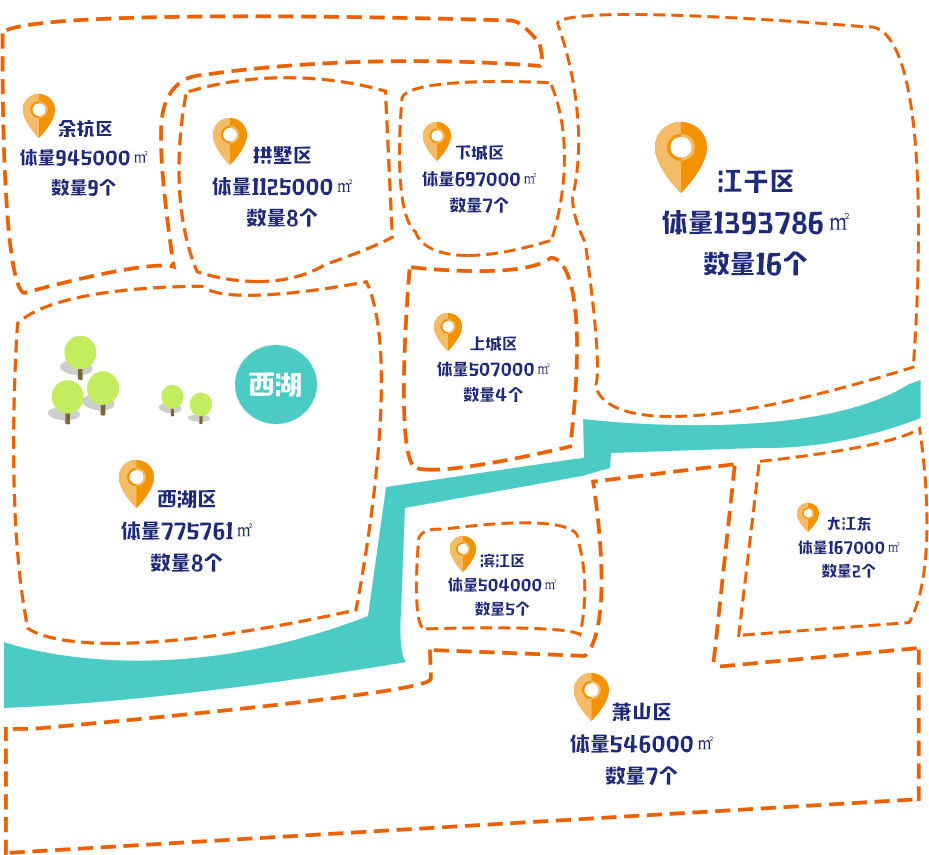 余杭区
体量945000㎡
数量9个
拱墅区
体量1125000㎡
数量8个
下城区
体量697000㎡
数量7个
江干区
体量1393786㎡
数量16个
上城区
体量507000㎡
数量4个
西湖
西湖区
体量775761㎡
数量8个
滨江区
体量504000㎡
数量5个
大江东
体量167000㎡
数量2个
萧山区
体量546000㎡
数量7个